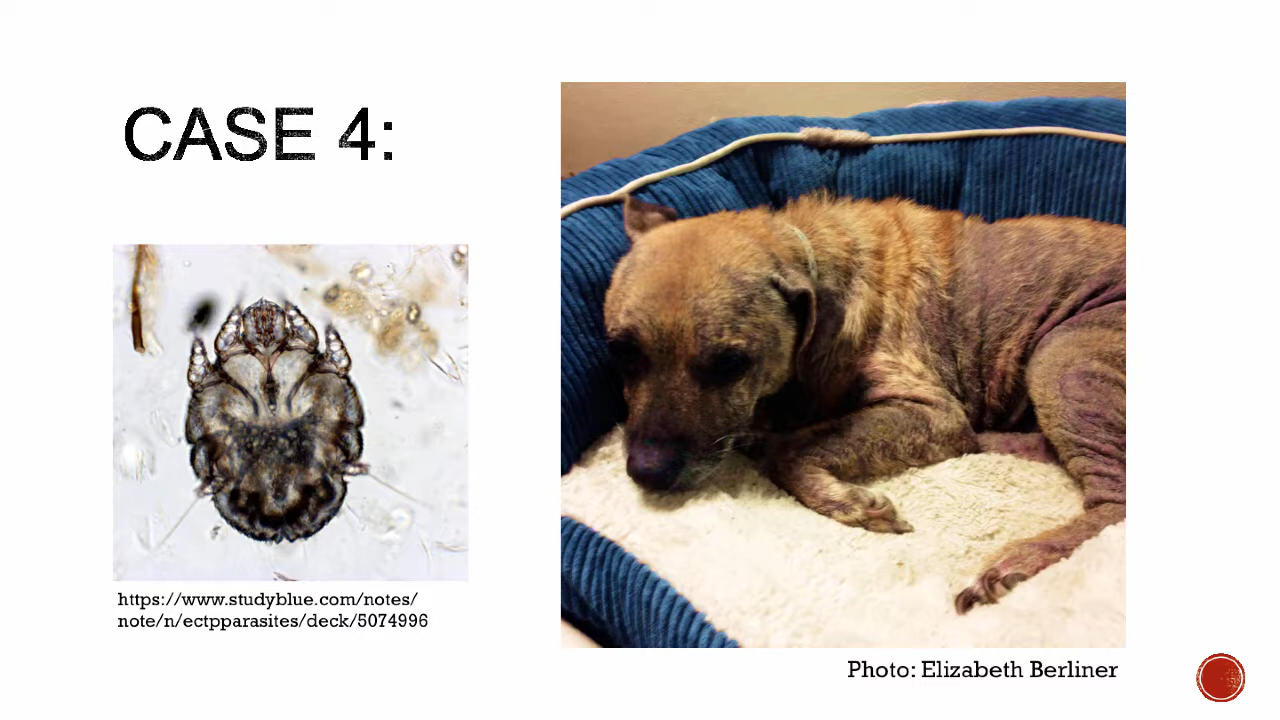 CASE 4:
https://www.studyblue.com/notes/
note/n/ectpparasites/deck/5074996
Photo: Elizabeth Berliner